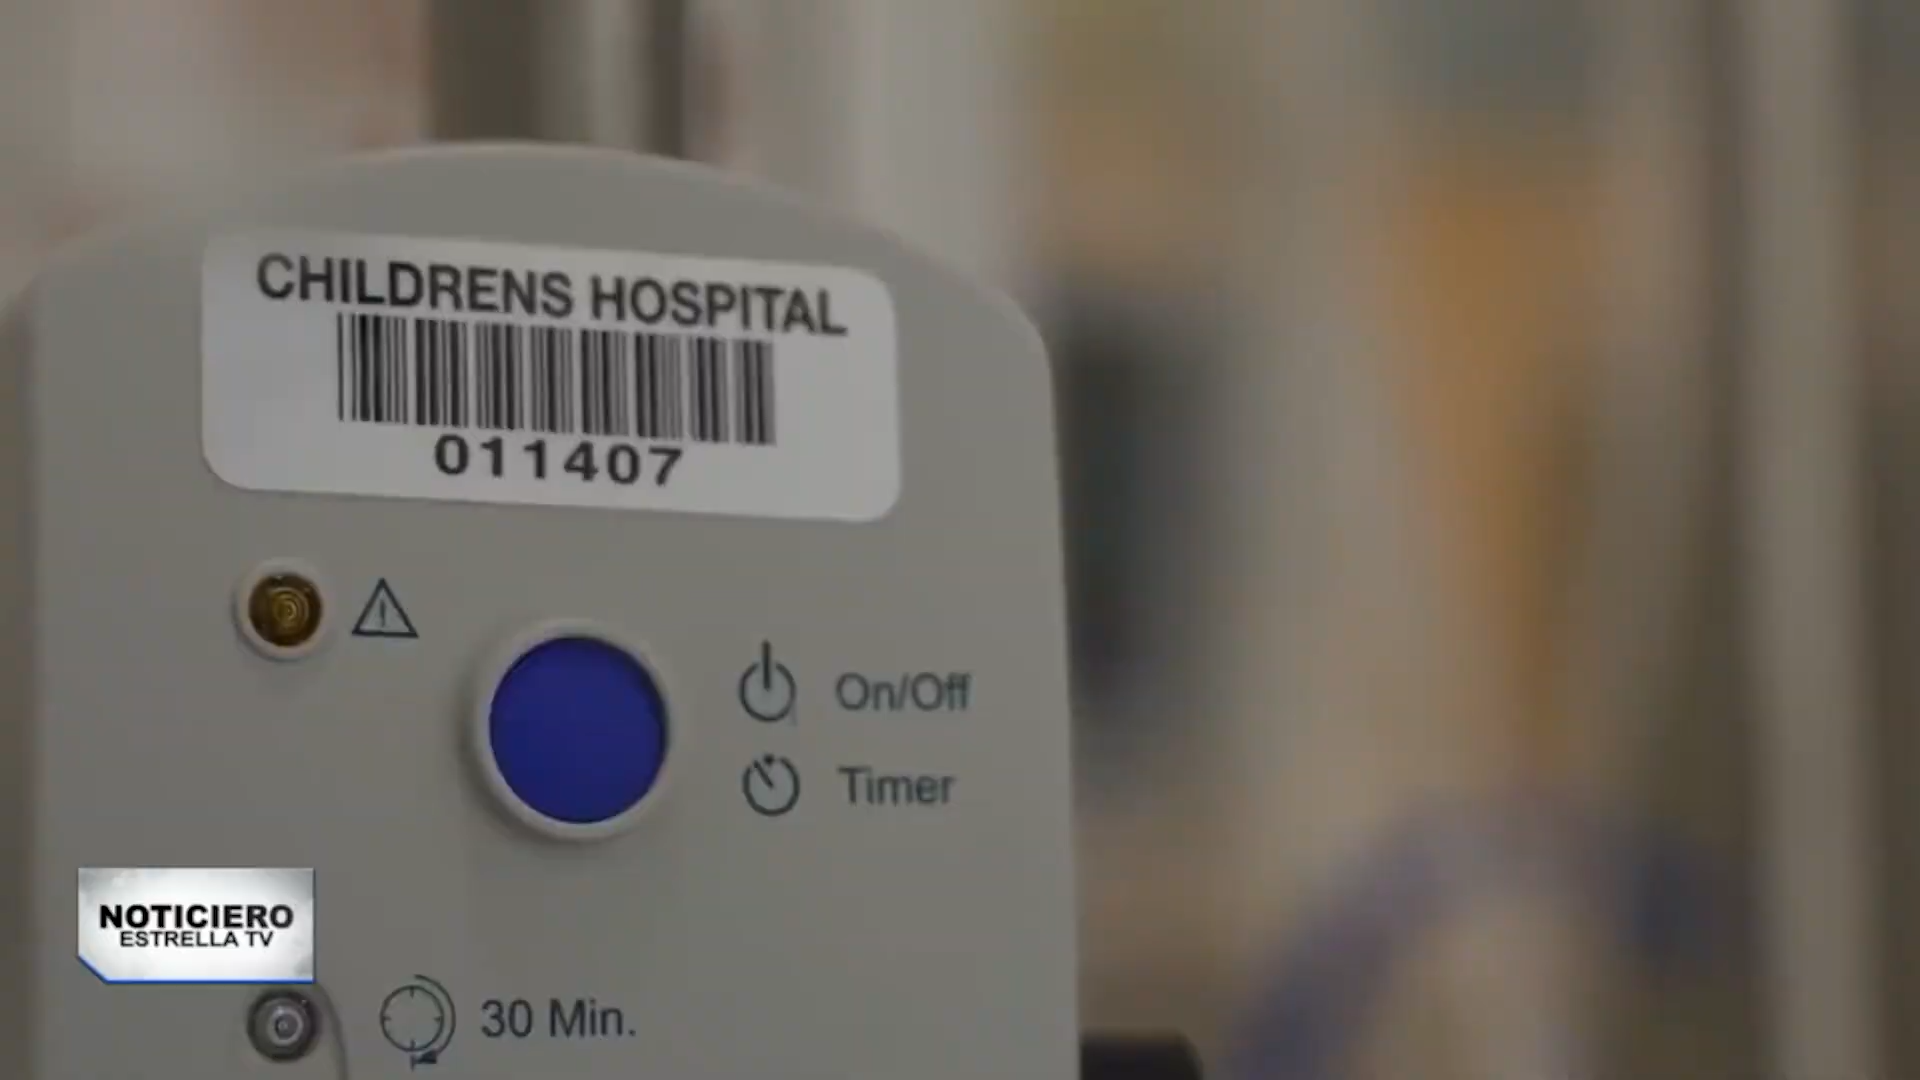 CHILDRENS HOSPITAL
011407
On/Off
Timer
NOTICIERO
ESTRELLA TV
30 Min.